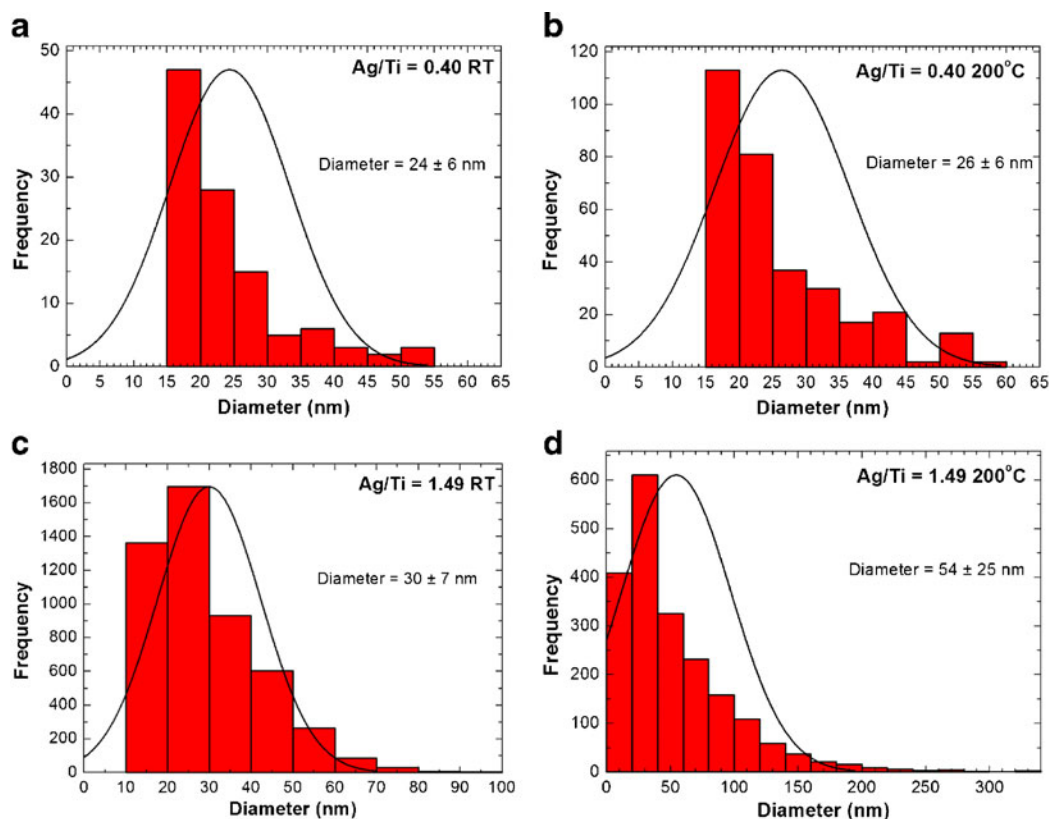 a
Ag/Ti = 0.40 RT
Diameter = 24 ± 6 nm
Frequency
50
40
30
20
10
0
0 5 10 15 20 25 30 35 40 45 50 55 60 65
Diameter (nm)
b
Ag/Ti = 0.40 200°C
Diameter = 26 ± 6 nm
Frequency
120
100
80
60
40
20
0
0 5 10 15 20 25 30 35 40 45 50 55 60 65
Diameter (nm)
c
Ag/Ti = 1.49 RT
Diameter = 30 ± 7 nm
Frequency
1800
1600
1400
1200
1000
800
600
400
200
0
0 10 20 30 40 50 60 70 80 90 100
Diameter (nm)
d
Ag/Ti = 1.49 200°C
Diameter = 54 ± 25 nm
Frequency
600
500
400
300
200
100
0
0 50 100 150 200 250 300
Diameter (nm)